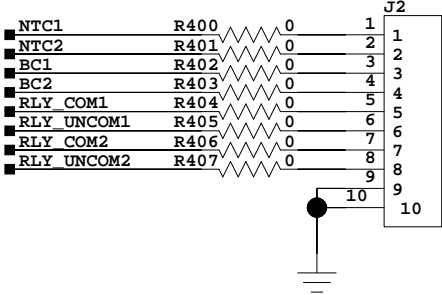 J2
NTC1 R400 0 1 1
NTC2 R401 0 2 2
BC1 R402 0 3 3
BC2 R403 0 4 4
RLY_COM1 R404 0 5 5
RLY_UNCOM1 R405 0 6 6
RLY_COM2 R406 0 7 7
RLY_UNCOM2 R407 0 8 8
9 9
10 10